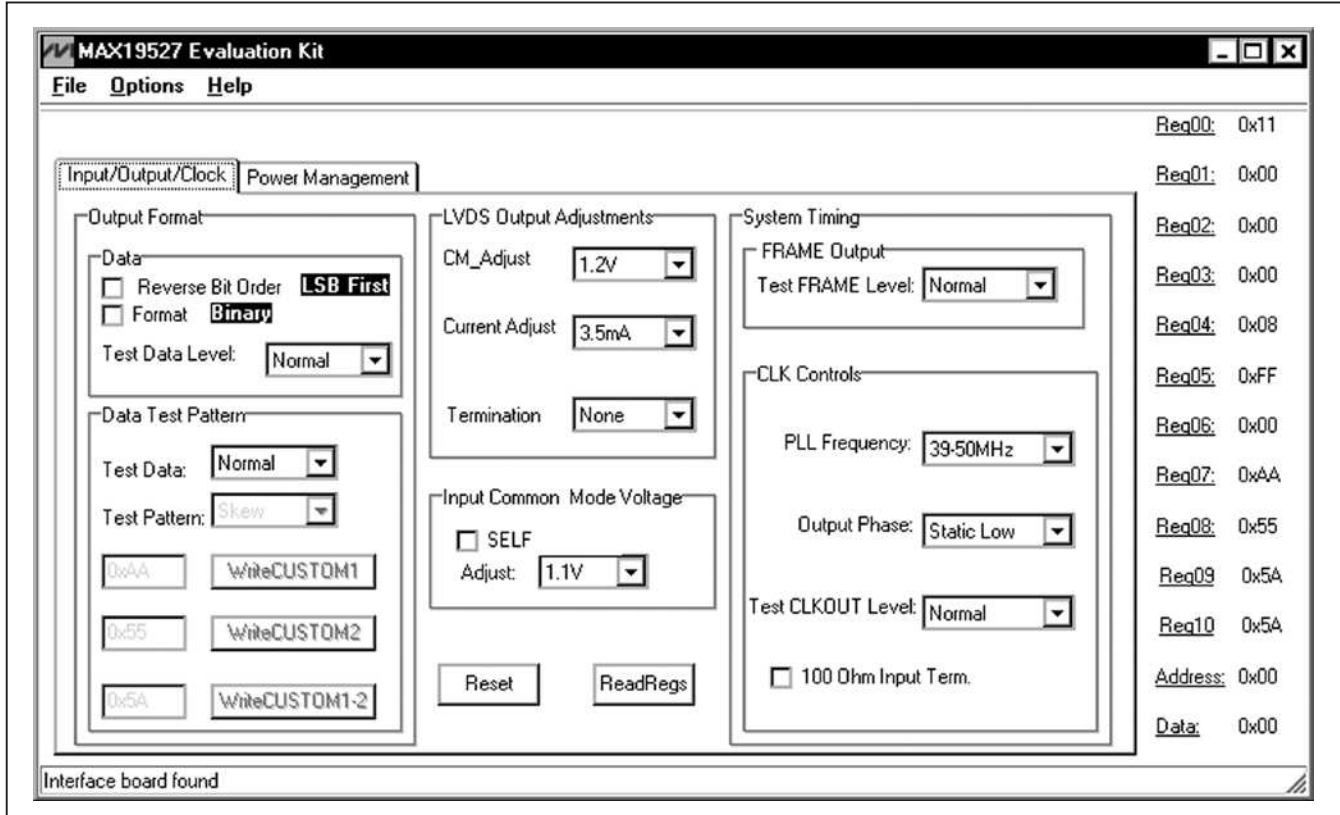 MAX19527 Evaluation Kit
File Options Help
Input/Output/Clock Power Management
Output Format
Data
Reverse Bit Order LSB First
Format Binary
Test Data Level: Normal
Data Test Pattern
Test Data: Normal
Test Pattern: Skew
0xAA WriteCUSTOM1
0x55 WriteCUSTOM2
0x5A WriteCUSTOM1-2
LVDS Output Adjustments
CM_Adjust 1.2V
Current Adjust 3.5mA
Termination None
Input Common Mode Voltage
SELF
Adjust: 1.1V
Reset ReadRegs
System Timing
FRAME Output
Test FRAME Level: Normal
CLK Controls
PLL Frequency: 39-50MHz
Output Phase: Static Low
Test CLKOUT Level: Normal
100 Ohm Input Term.
Reg00: 0x11
Reg01: 0x00
Reg02: 0x00
Reg03: 0x00
Reg04: 0x08
Reg05: 0xFF
Reg06: 0x00
Reg07: 0xAA
Reg08: 0x55
Reg09 0x5A
Reg10 0x5A
Address: 0x00
Data: 0x00
Interface board found